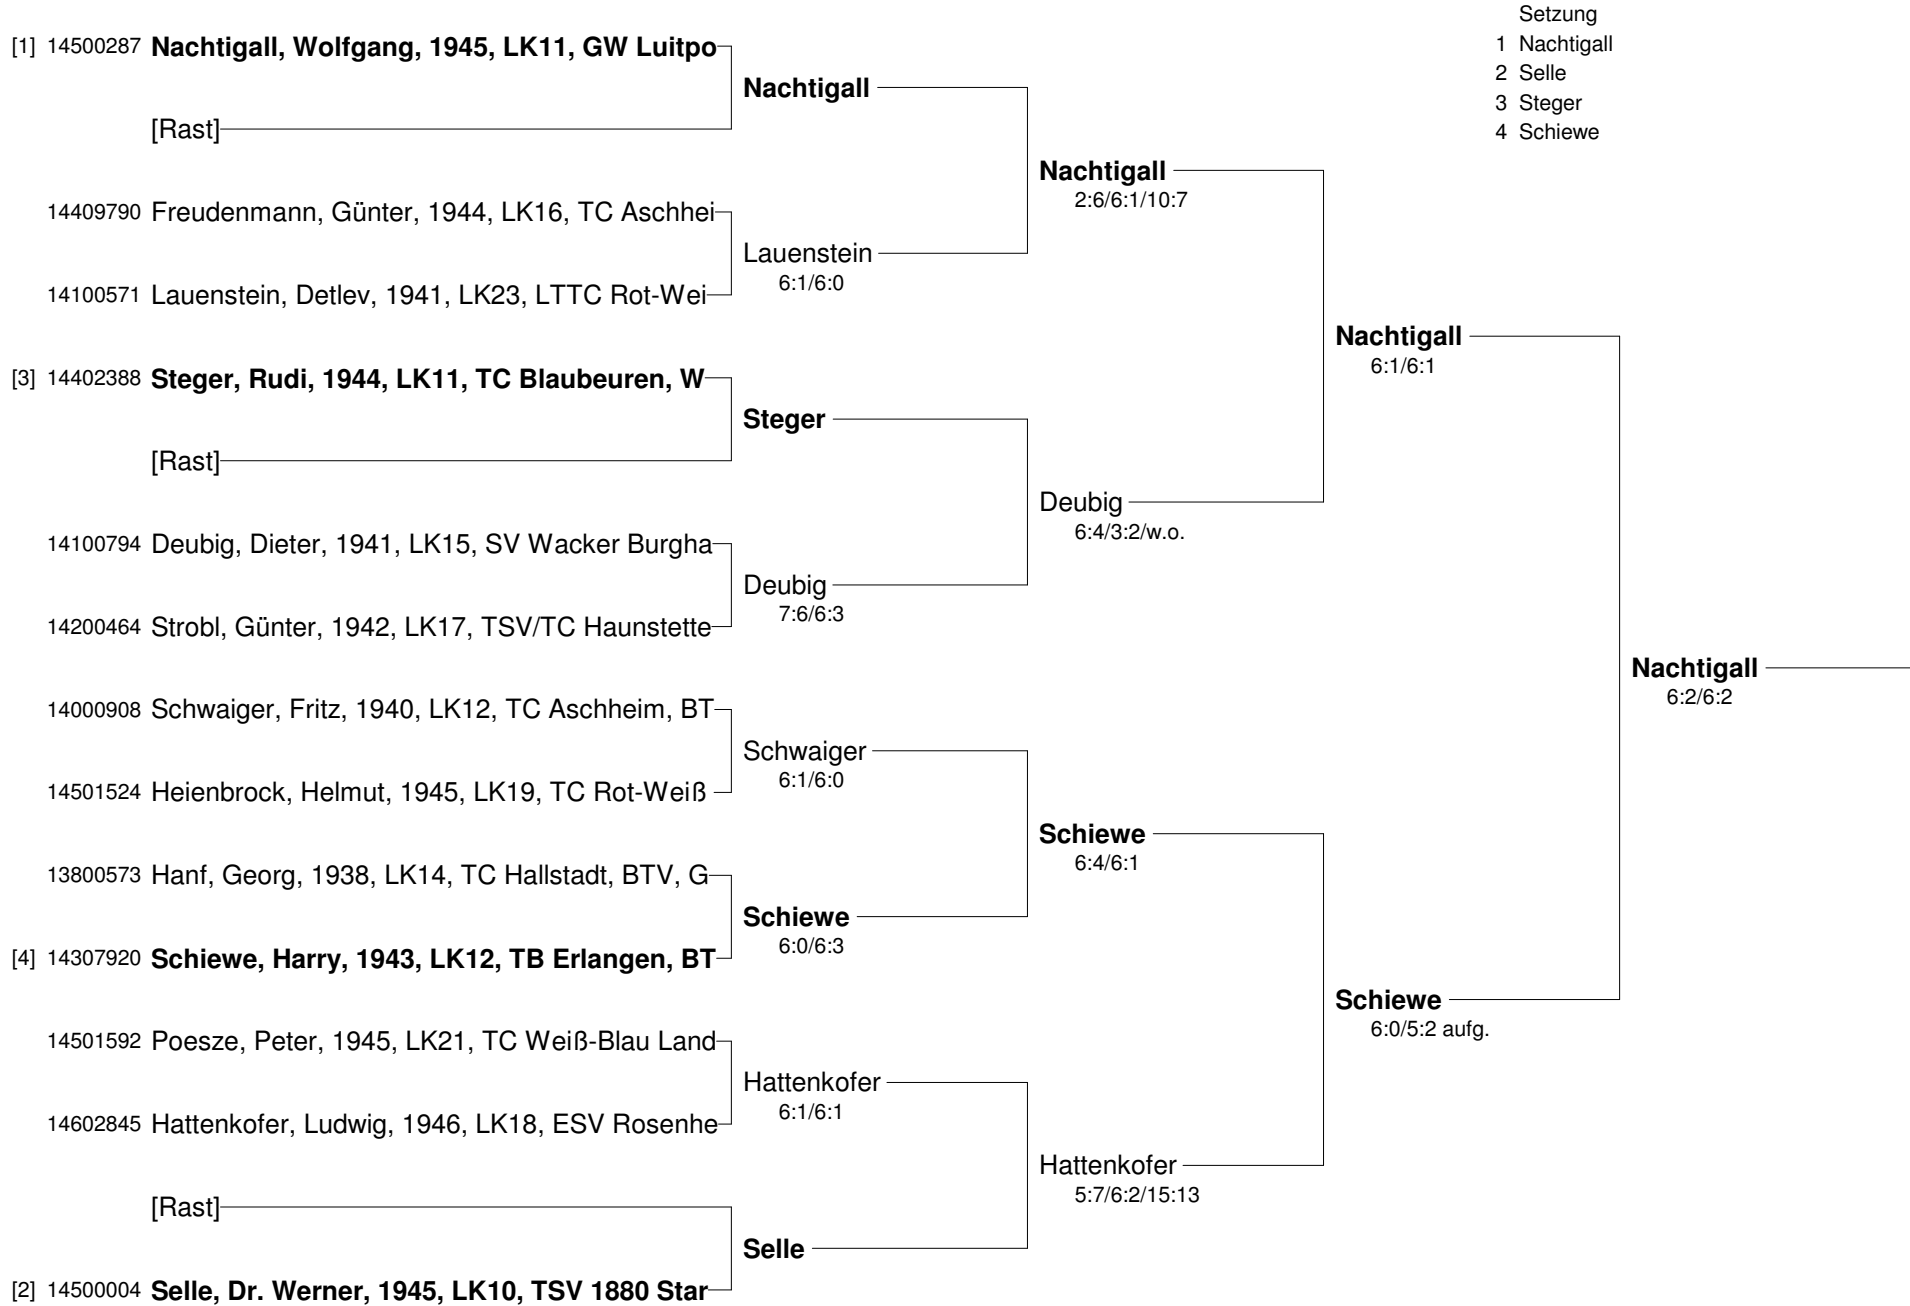 Setzung
1 Nachtigall
2 Selle
3 Steger
4 Schiewe
[1] 14500287 Nachtigall, Wolfgang, 1945, LK11, GW Luitpo
Nachtigall
[Rast]
Nachtigall
2:6/6:1/10:7
14409790 Freudenmann, Günter, 1944, LK16, TC Aschhei
Lauenstein
6:1/6:0
14100571 Lauenstein, Detlev, 1941, LK23, LTTC Rot-Wei
Nachtigall
6:1/6:1
[3] 14402388 Steger, Rudi, 1944, LK11, TC Blaubeuren, W
Steger
[Rast]
Deubig
6:4/3:2/w.o.
14100794 Deubig, Dieter, 1941, LK15, SV Wacker Burgha
Deubig
7:6/6:3
14200464 Strobl, Günter, 1942, LK17, TSV/TC Haunstette
Nachtigall
6:2/6:2
14000908 Schwaiger, Fritz, 1940, LK12, TC Aschheim, BT
Schwaiger
6:1/6:0
14501524 Heienbrock, Helmut, 1945, LK19, TC Rot-Weiß
Schiewe
6:4/6:1
13800573 Hanf, Georg, 1938, LK14, TC Hallstadt, BTV, G
Schiewe
6:0/6:3
[4] 14307920 Schiewe, Harry, 1943, LK12, TB Erlangen, BT
Schiewe
6:0/5:2 aufg.
14501592 Poesze, Peter, 1945, LK21, TC Weiß-Blau Land
Hattenkofer
6:1/6:1
14602845 Hattenkofer, Ludwig, 1946, LK18, ESV Rosenhe
Hattenkofer
5:7/6:2/15:13
[Rast]
Selle
[2] 14500004 Selle, Dr. Werner, 1945, LK10, TSV 1880 Star